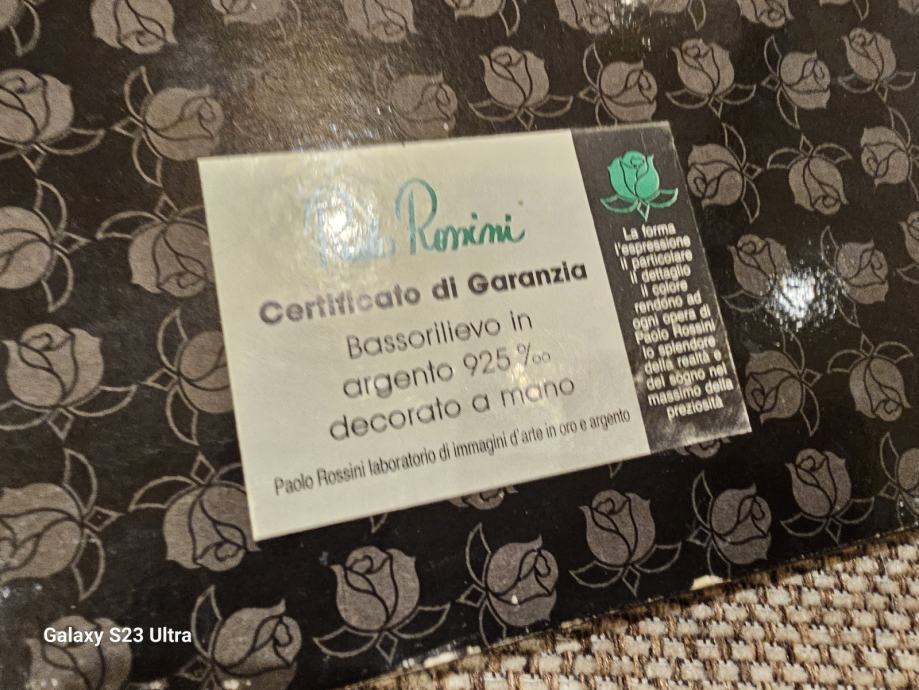 Paolo Rossini
Certificato di Garanzia
Bassorilievo in
argento 925 ‰
decorato a mano
Paolo Rossini laboratorio di immagini d'arte in oro e argento
La forma
l'espressione
il particolare
il dettaglio
il colore
rendono ad
ogni opera di
Paolo Rossini
lo splendore
della realtà e
del sogno nel
massimo della
preziosità
Galaxy S23 Ultra